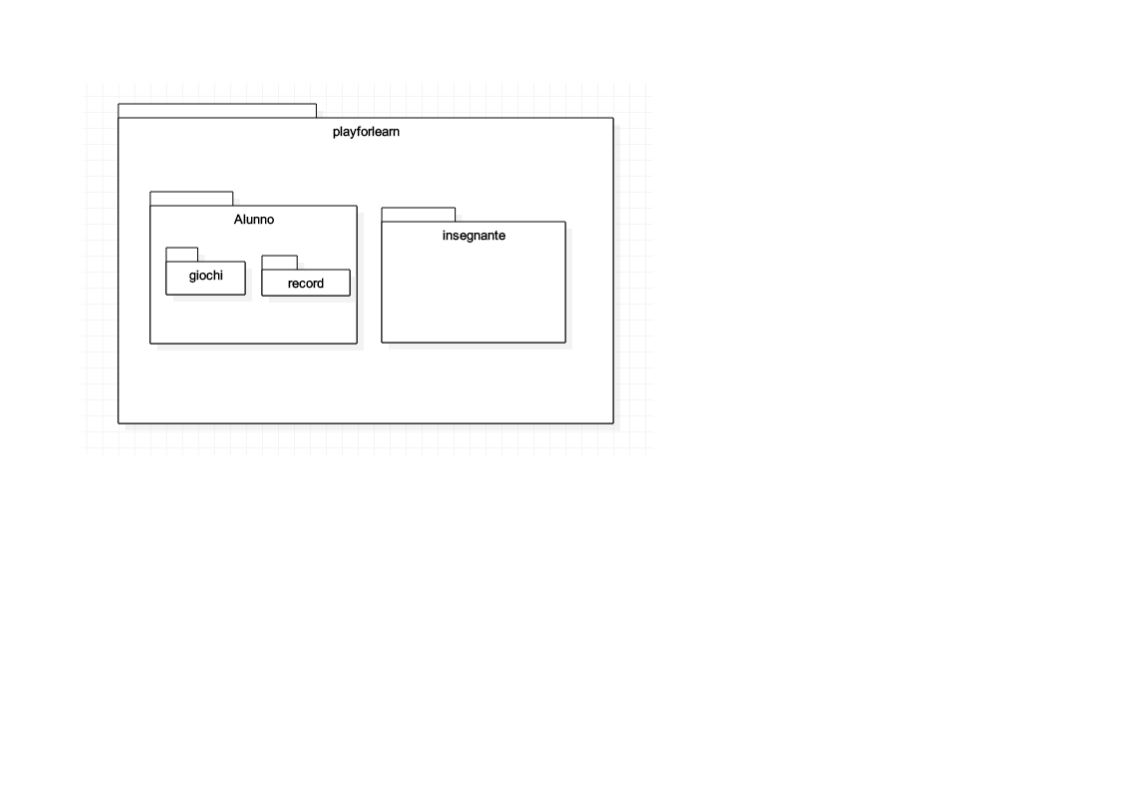 playforlearn
Alunno
insegnante
giochi
record